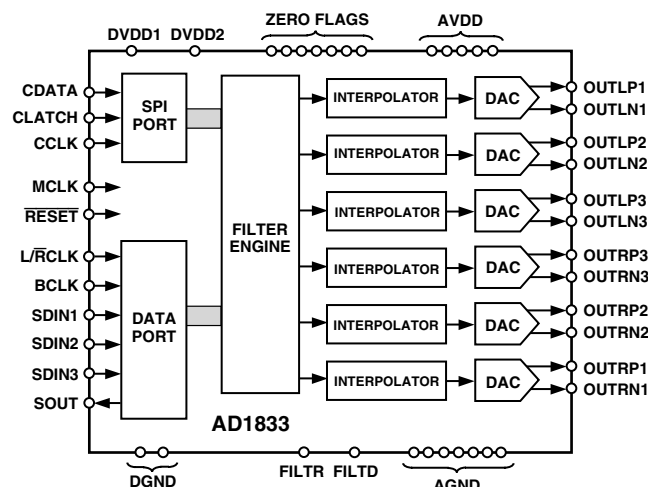 ZERO FLAGS
AVDD
DVDD1
DVDD2
CDATA
CLATCH
CCLK
MCLK
RESET
L/RCLK
BCLK
SDIN1
SDIN2
SDIN3
SOUT
SPI
PORT
DATA
PORT
FILTER
ENGINE
INTERPOLATOR
DAC
OUTLP1
OUTLN1
INTERPOLATOR
DAC
OUTLP2
OUTLN2
INTERPOLATOR
DAC
OUTLP3
OUTLN3
INTERPOLATOR
DAC
OUTRP3
OUTRN3
INTERPOLATOR
DAC
OUTRP2
OUTRN2
INTERPOLATOR
DAC
OUTRP1
OUTRN1
AD1833
DGND
FILTR
FILTD
AGND